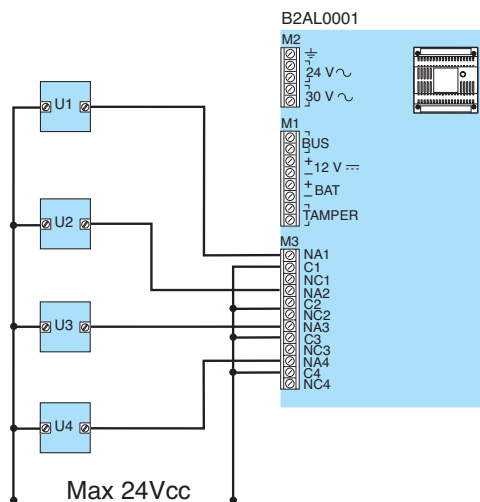 B2AL0001
M2
24 V
30 V
U1
M1
BUS
+
12 V
–
+
BAT
–
TAMPER
U2
M3
NA1
C1
NC1
NA2
C2
NC2
U3
NA3
C3
NC3
NA4
C4
NC4
U4
Max 24Vcc